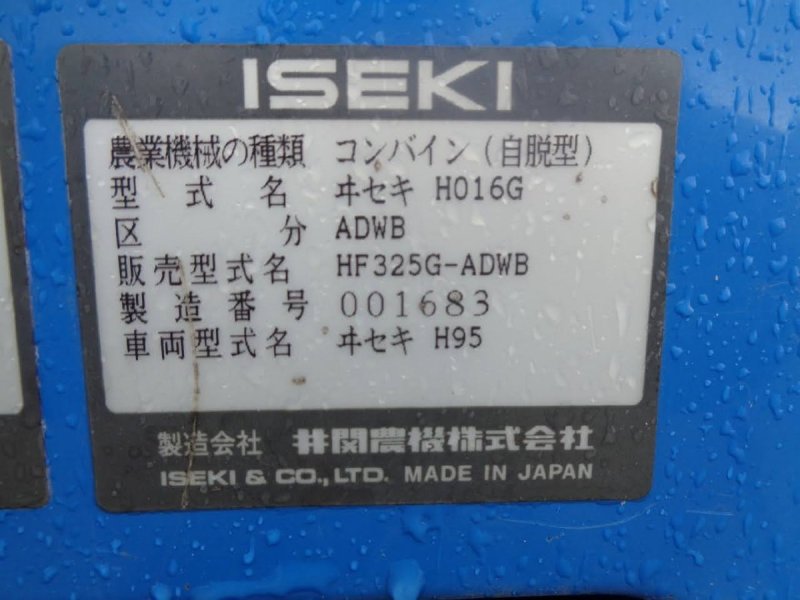 ISEKI
農業機械の種類 コンバイン(自脱型)
型式名 ヰセキ HO16G
区分 ADWB
販売型式名 HF325G-ADWB
製造番号 001683
車両型式名 ヰセキ H95
製造会社 井関農機株式会社
ISEKI & CO., LTD. MADE IN JAPAN